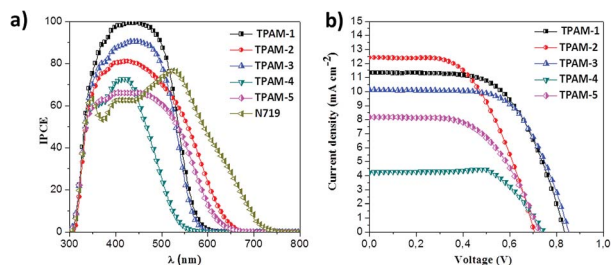 a)
IPCE
100
80
60
40
20
0
300 400 500 600 700 800
λ (nm)
TPAM-1
TPAM-2
TPAM-3
TPAM-4
TPAM-5
N719
b)
Current density (mA cm-2)
15
14
13
12
11
10
9
8
7
6
5
4
3
2
1
0
0.0 0.2 0.4 0.6 0.8 1.0
Voltage (V)
TPAM-1
TPAM-2
TPAM-3
TPAM-4
TPAM-5